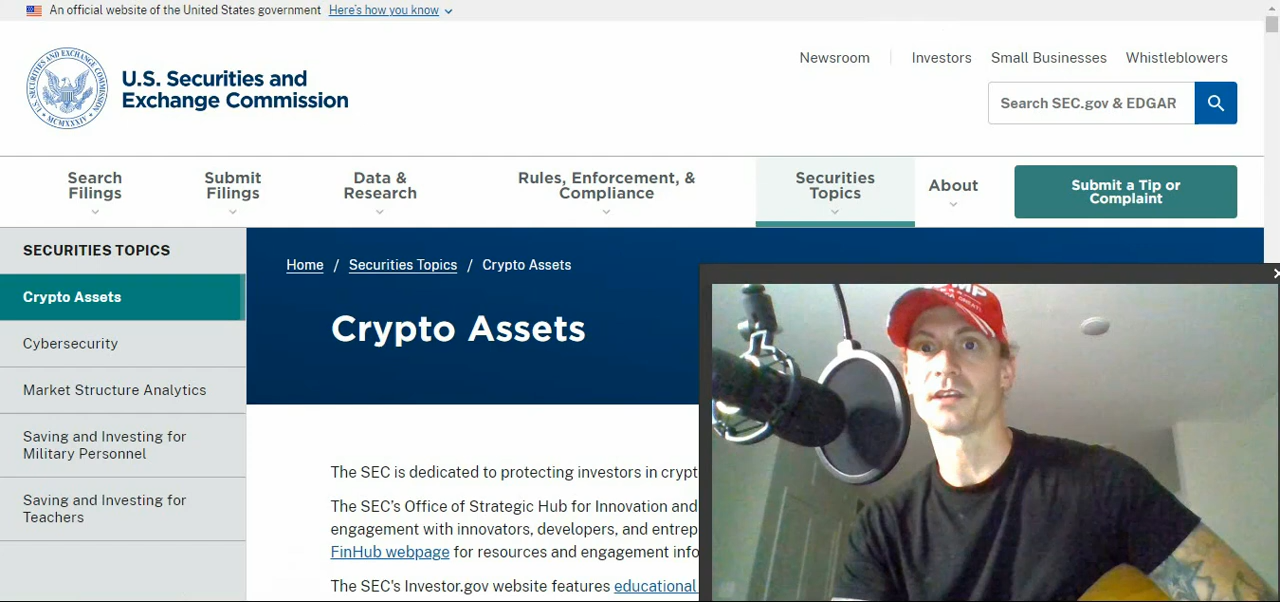 An official website of the United States government Here's how you know
U.S. Securities and
Exchange Commission
Newsroom
Investors
Small Businesses
Whistleblowers
Search SEC.gov & EDGAR
Search
Filings
Submit
Filings
Data &
Research
Rules, Enforcement, &
Compliance
Securities
Topics
About
Submit a Tip or
Complaint
SECURITIES TOPICS
Crypto Assets
Cybersecurity
Market Structure Analytics
Saving and Investing for
Military Personnel
Saving and Investing for
Teachers
Home / Securities Topics / Crypto Assets
Crypto Assets
The SEC is dedicated to protecting investors in crypt
The SEC's Office of Strategic Hub for Innovation and
engagement with innovators, developers, and entrep
FinHub webpage for resources and engagement info
The SEC's Investor.gov website features educational